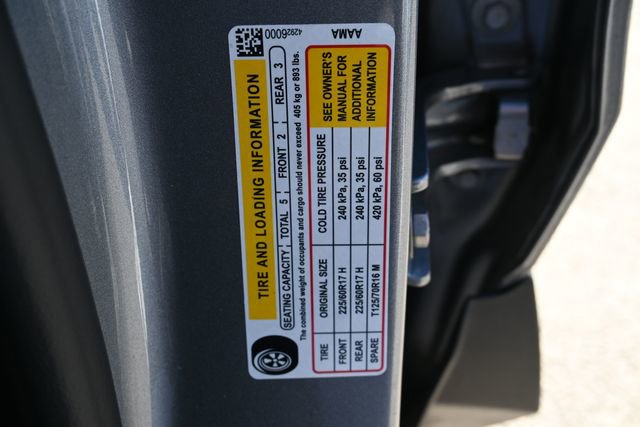 42926000 AAMA
TIRE AND LOADING INFORMATION
SEATING CAPACITY TOTAL 5 FRONT 2 REAR 3
The combined weight of occupants and cargo should never exceed 405 kg or 893 lbs.
TIRE ORIGINAL SIZE COLD TIRE PRESSURE SEE OWNER'S MANUAL FOR ADDITIONAL INFORMATION
FRONT 225/60R17 H 240 kPa, 35 psi
REAR 225/60R17 H 240 kPa, 35 psi
SPARE T125/70R16 M 420 kPa, 60 psi